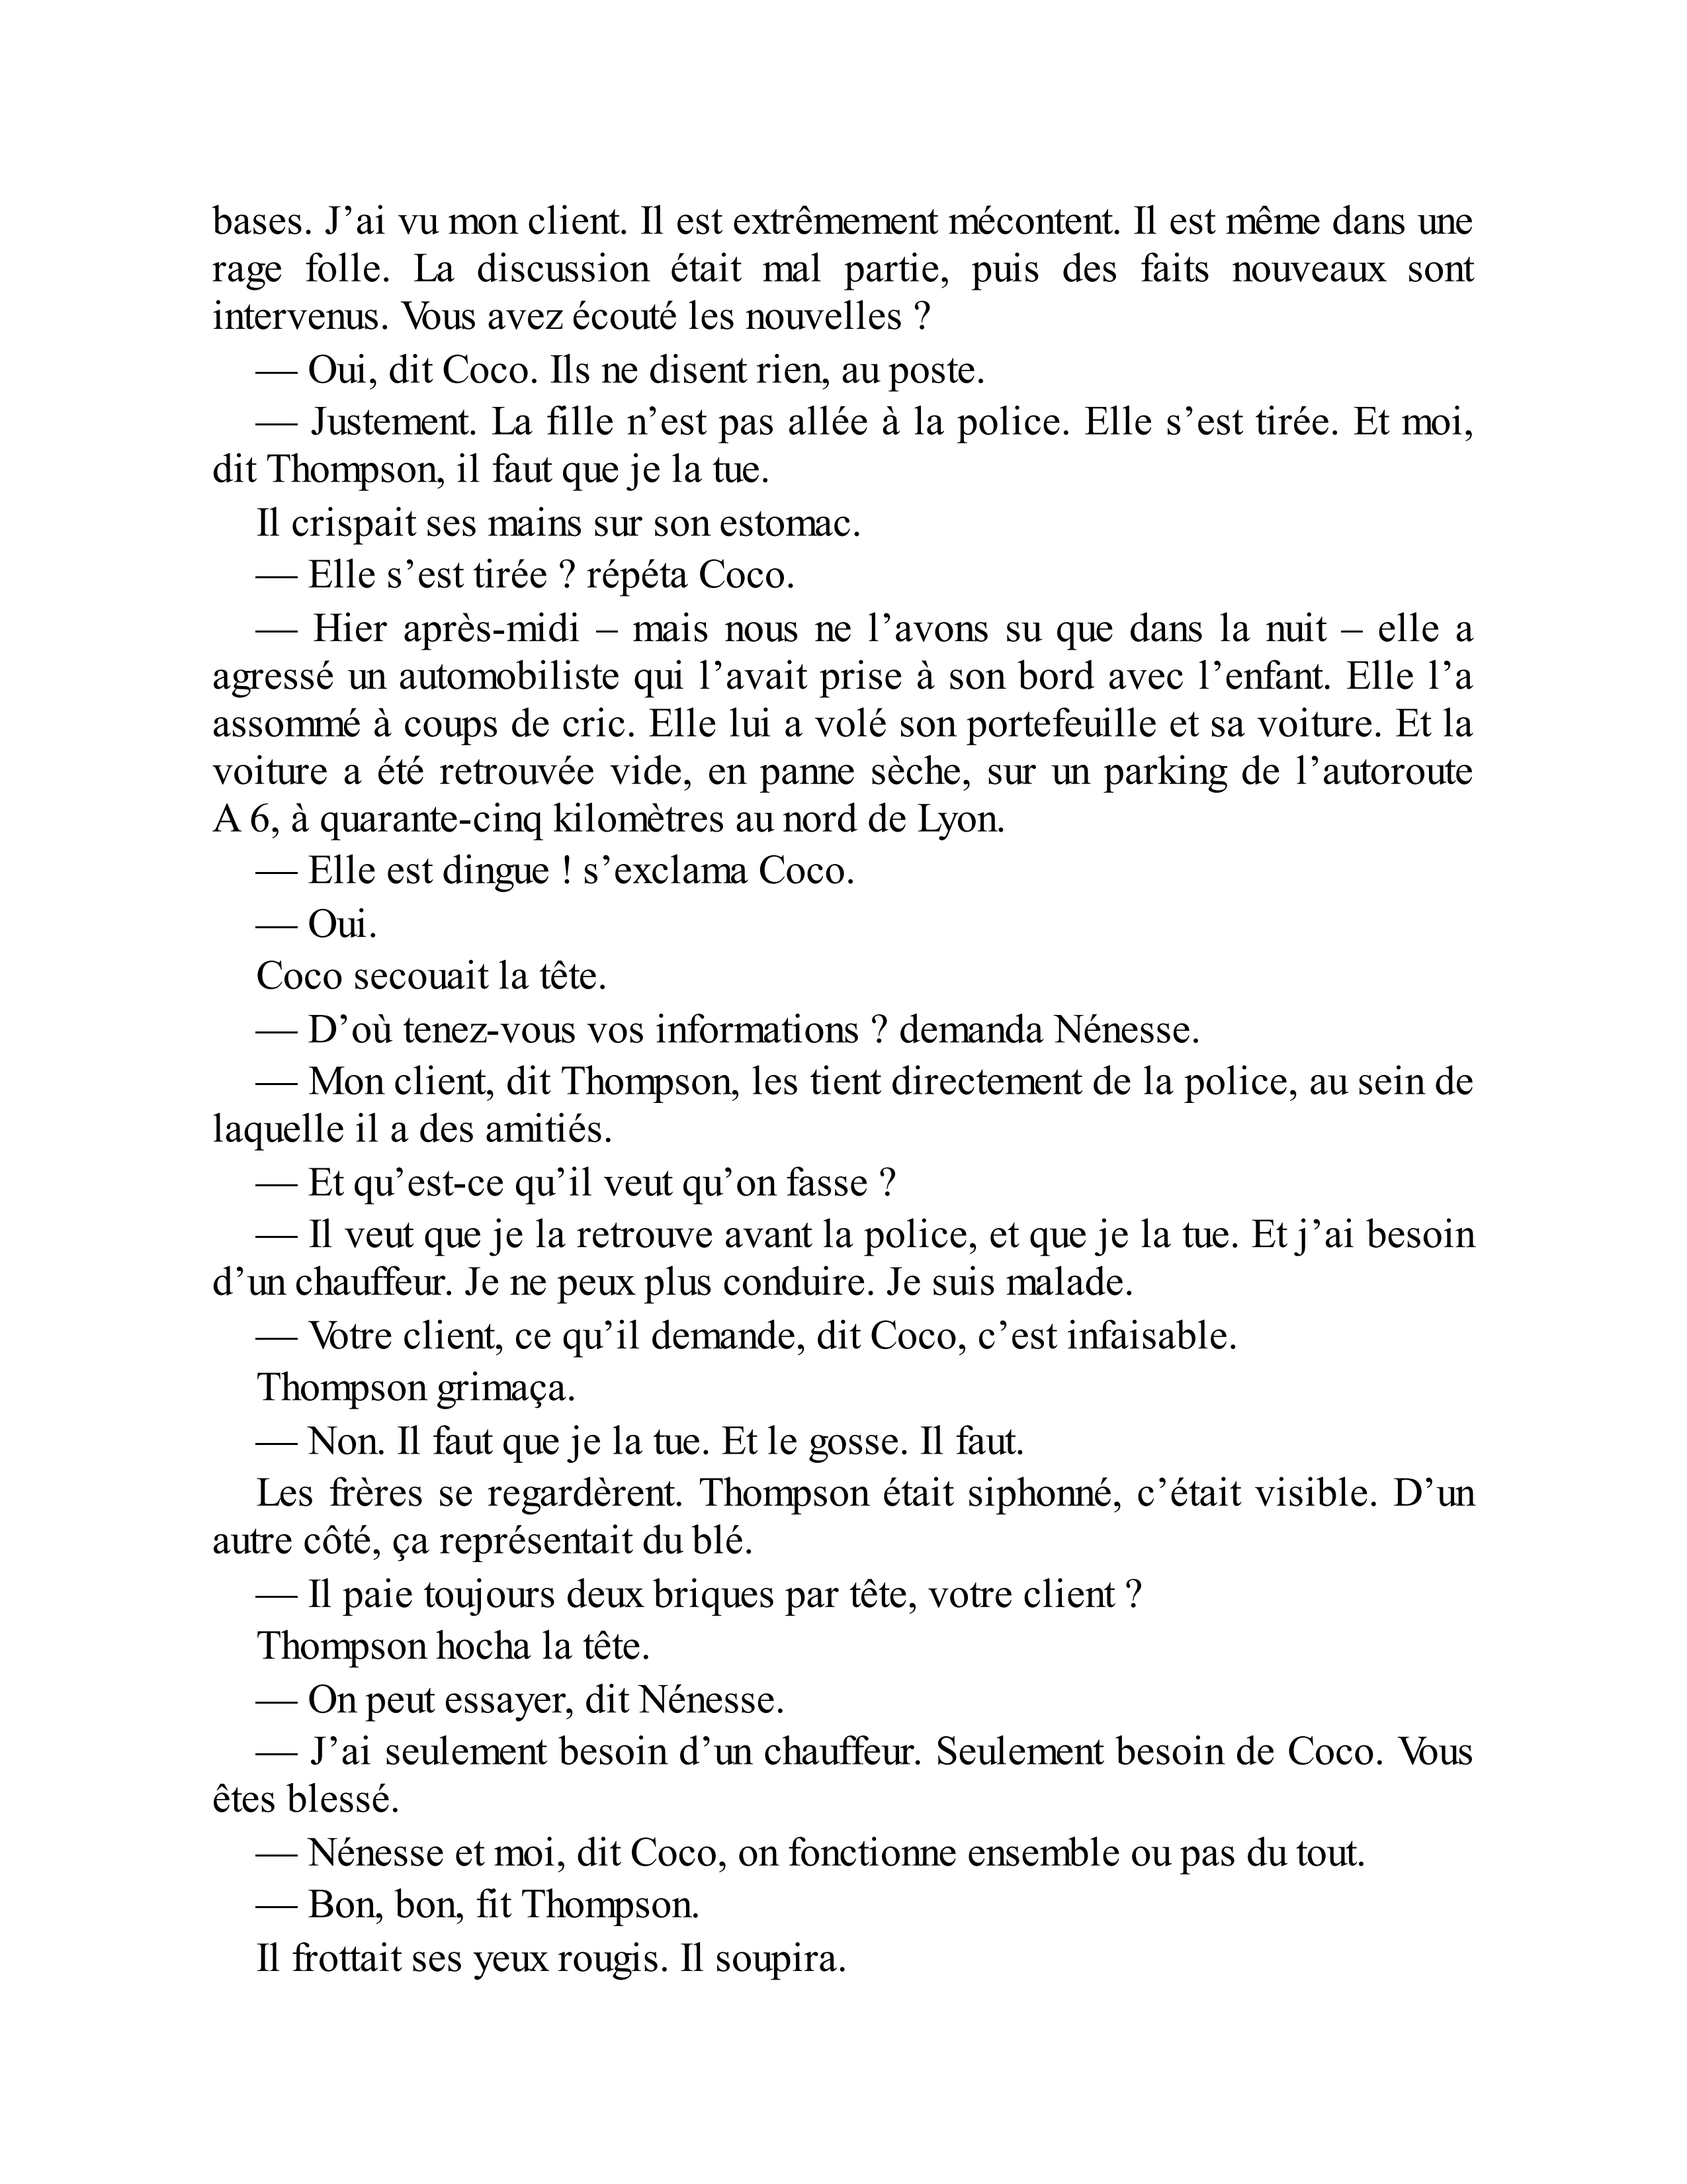 bases. J’ai vu mon client. Il est extrêmement mécontent. Il est même dans une
rage folle. La discussion était mal partie, puis des faits nouveaux sont
intervenus. Vous avez écouté les nouvelles ?
— Oui, dit Coco. Ils ne disent rien, au poste.
— Justement. La fille n’est pas allée à la police. Elle s’est tirée. Et moi,
dit Thompson, il faut que je la tue.
Il crispait ses mains sur son estomac.
— Elle s’est tirée ? répéta Coco.
— Hier après-midi – mais nous ne l’avons su que dans la nuit – elle a
agressé un automobiliste qui l’avait prise à son bord avec l’enfant. Elle l’a
assommé à coups de cric. Elle lui a volé son portefeuille et sa voiture. Et la
voiture a été retrouvée vide, en panne sèche, sur un parking de l’autoroute
A 6, à quarante-cinq kilomètres au nord de Lyon.
— Elle est dingue ! s’exclama Coco.
— Oui.
Coco secouait la tête.
— D’où tenez-vous vos informations ? demanda Nénesse.
— Mon client, dit Thompson, les tient directement de la police, au sein de
laquelle il a des amitiés.
— Et qu’est-ce qu’il veut qu’on fasse ?
— Il veut que je la retrouve avant la police, et que je la tue. Et j’ai besoin
d’un chauffeur. Je ne peux plus conduire. Je suis malade.
— Votre client, ce qu’il demande, dit Coco, c’est infaisable.
Thompson grimaça.
— Non. Il faut que je la tue. Et le gosse. Il faut.
Les frères se regardèrent. Thompson était siphonné, c’était visible. D’un
autre côté, ça représentait du blé.
— Il paie toujours deux briques par tête, votre client ?
Thompson hocha la tête.
— On peut essayer, dit Nénesse.
— J’ai seulement besoin d’un chauffeur. Seulement besoin de Coco. Vous
êtes blessé.
— Nénesse et moi, dit Coco, on fonctionne ensemble ou pas du tout.
— Bon, bon, fit Thompson.
Il frottait ses yeux rougis. Il soupira.